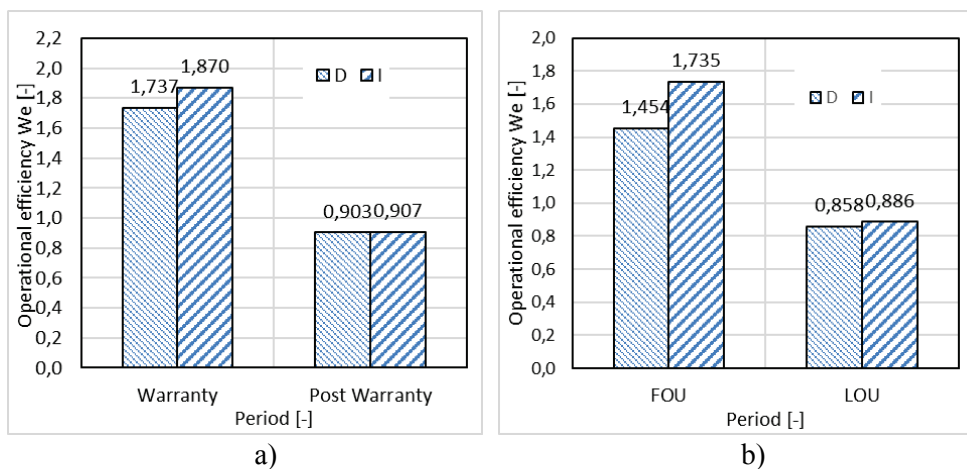 Operational efficiency We [-]
2,2
2,0
1,8
1,6
1,4
1,2
1,0
0,8
0,6
0,4
0,2
0,0
D I
1,737
1,870
0,903
0,907
Warranty
Post Warranty
Period [-]
a)
Operational efficiency We [-]
2,0
1,8
1,6
1,4
1,2
1,0
0,8
0,6
0,4
0,2
0,0
D I
1,454
1,735
0,858
0,886
FOU
LOU
Period [-]
b)